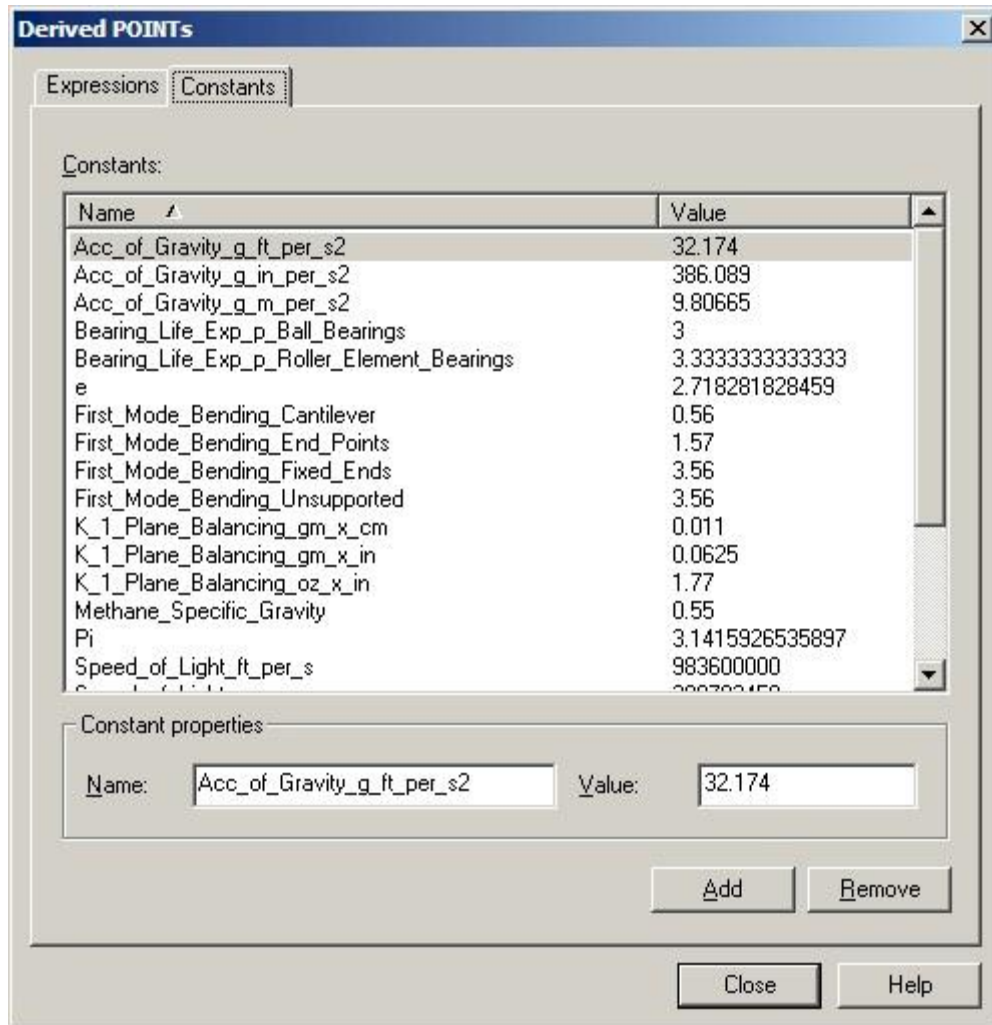 Derived POINTs
Expressions Constants
Constants:
Name Value
Acc_of_Gravity_g_ft_per_s2 32.174
Acc_of_Gravity_g_in_per_s2 386.089
Acc_of_Gravity_g_m_per_s2 9.80665
Bearing_Life_Exp_p_Ball_Bearings 3
Bearing_Life_Exp_p_Roller_Element_Bearings 3.3333333333333
e 2.718281828459
First_Mode_Bending_Cantilever 0.56
First_Mode_Bending_End_Points 1.57
First_Mode_Bending_Fixed_Ends 3.56
First_Mode_Bending_Unsupported 3.56
K_1_Plane_Balancing_gm_x_cm 0.011
K_1_Plane_Balancing_gm_x_in 0.0625
K_1_Plane_Balancing_oz_x_in 1.77
Methane_Specific_Gravity 0.55
Pi 3.1415926535897
Speed_of_Light_ft_per_s 983600000
Constant properties
Name: Acc_of_Gravity_g_ft_per_s2 Value: 32.174
Add Remove
Close Help